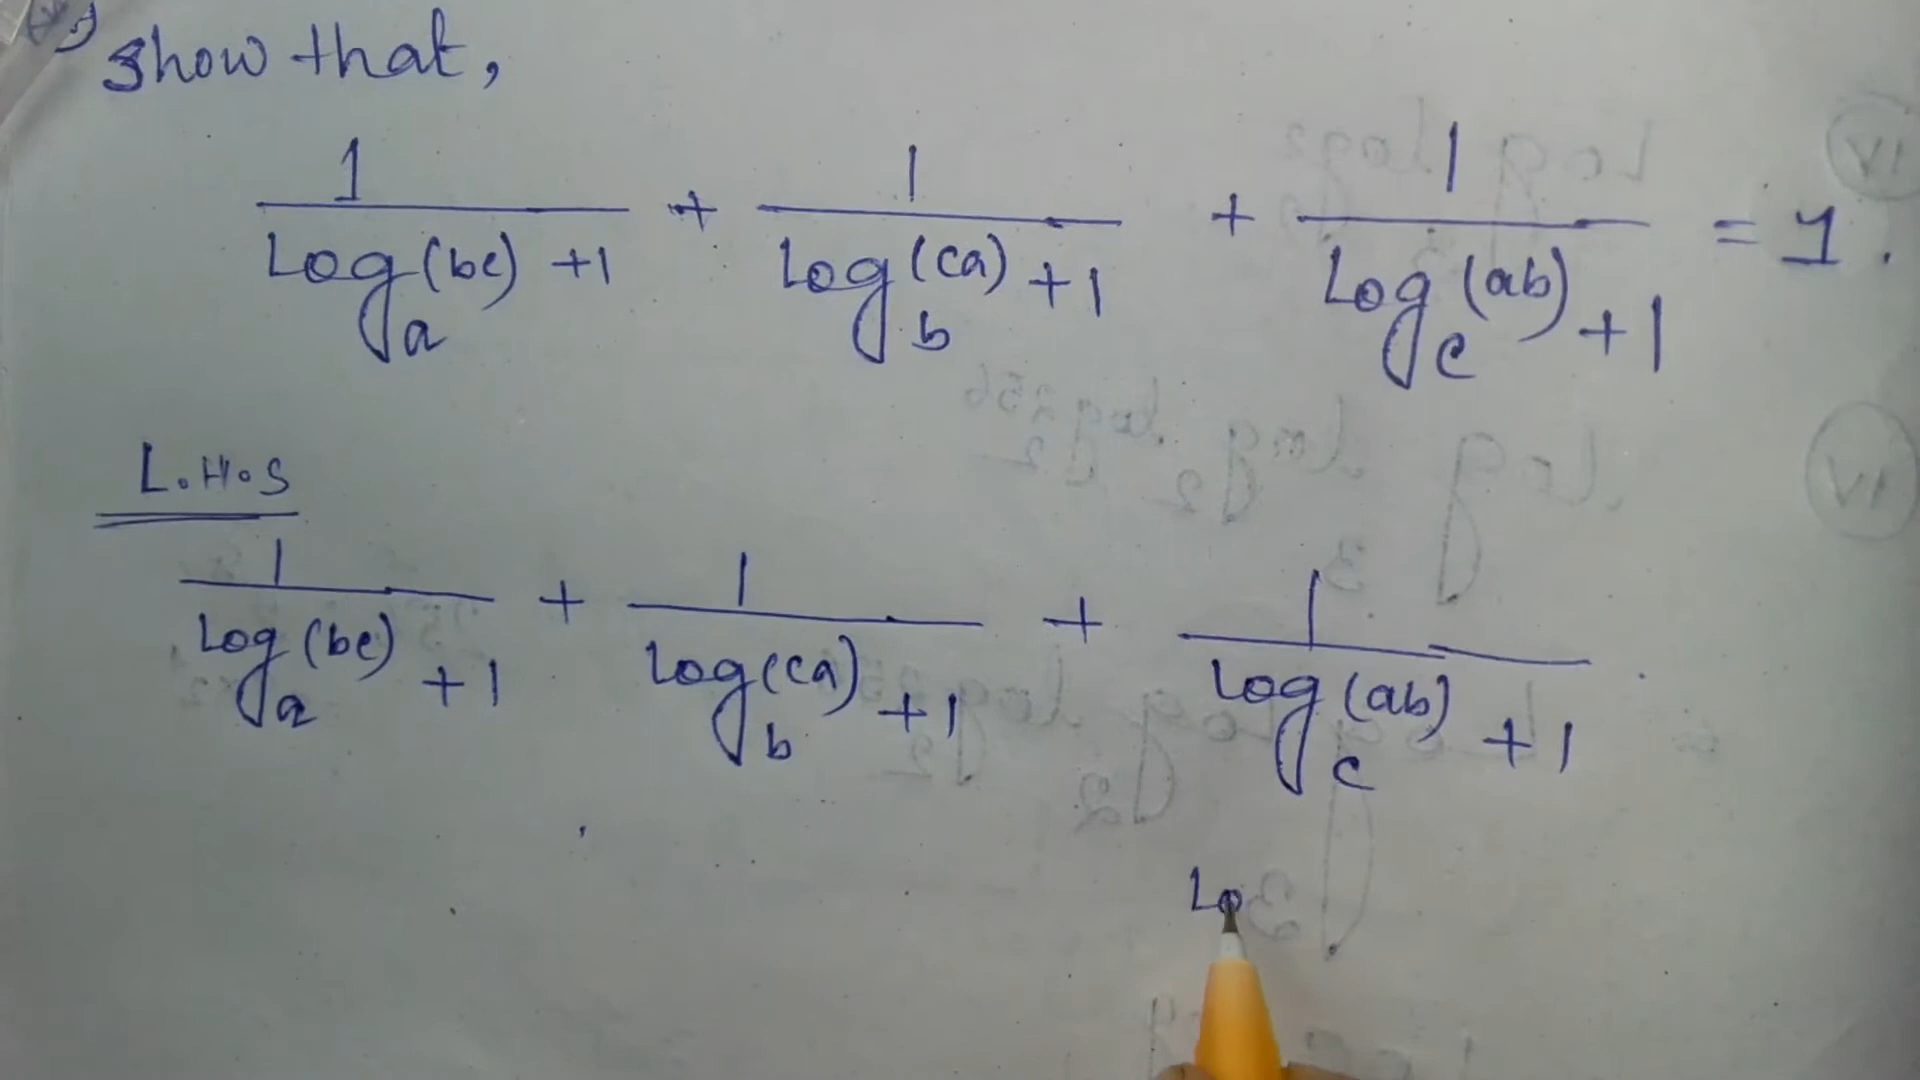 Show that,
1/(Log_a(bc) +1) + 1/(Log_b(ca) +1) + 1/(Log_c(ab) +1) = 1.
L.H.S
1/(Log_a(bc) +1) + 1/(Log_b(ca) +1) + 1/(Log_c(ab) +1)
Lo